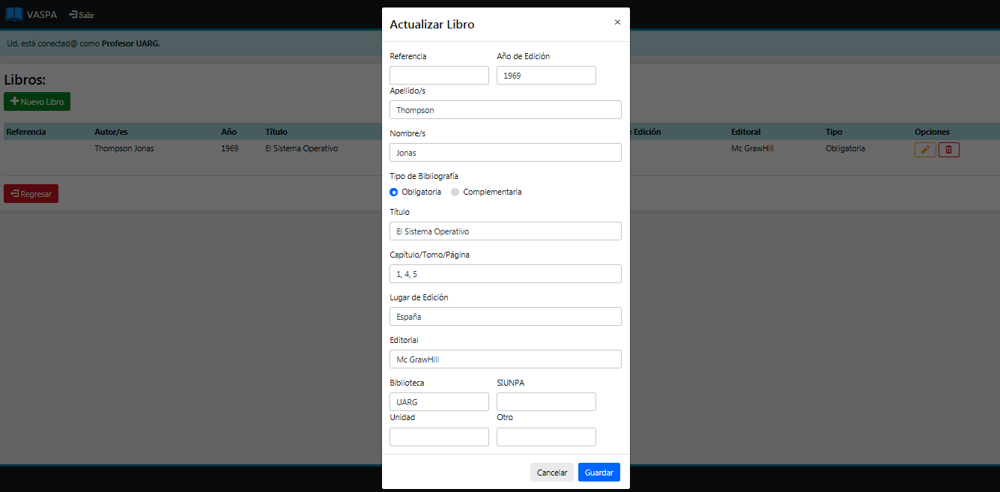 VASPA Salir
Ud. está conectad@ como Profesor UARG.
Libros:
Nuevo Libro
Referencia Autor/es Año Título Edición Editoral Tipo Opciones
Thompson Jonas 1969 El Sistema Operativo Mc GrawHill Obligatoria
Regresar
Actualizar Libro ×
Referencia Año de Edición
1969
Apellido/s
Thompson
Nombre/s
Jonas
Tipo de Bibliografía
Obligatoria Complementaria
Título
El Sistema Operativo
Capítulo/Tomo/Página
1, 4, 5
Lugar de Edición
España
Editorial
Mc GrawHill
Biblioteca SIUNPA
UARG
Unidad Otro
Cancelar Guardar